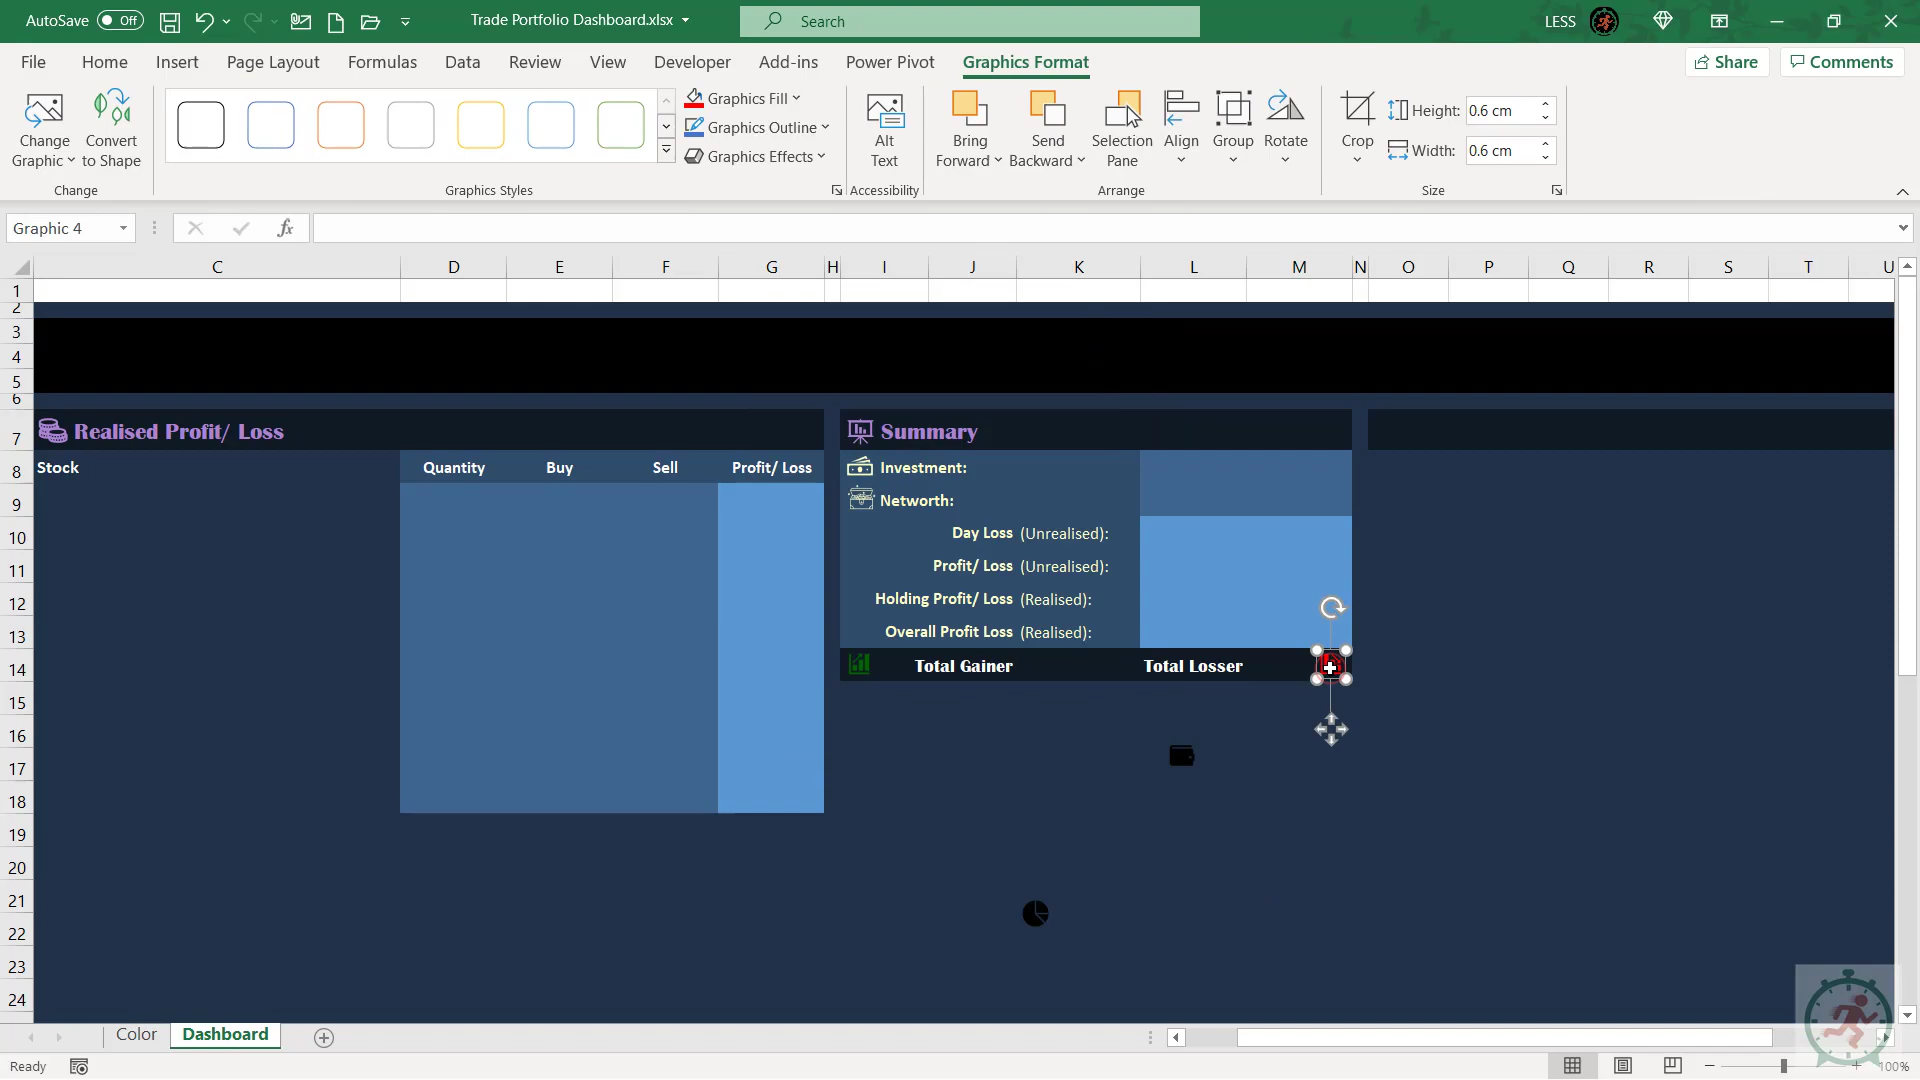 AutoSave Off
Trade Portfolio Dashboard.xlsx
Search
LESS
File Home Insert Page Layout Formulas Data Review View Developer Add-ins Power Pivot Graphics Format
Share Comments
Change
Graphic
Convert
to Shape
Change
Graphics Fill
Graphics Outline
Graphics Effects
Graphics Styles
Alt
Text
Accessibility
Bring
Forward
Send
Backward
Selection
Pane
Align
Group
Rotate
Arrange
Crop
Height: 0.6 cm
Width: 0.6 cm
Size
Graphic 4
fx
C D E F G H I J K L M N O P Q R S T U
1
2
3
4
5
6
7 Realised Profit/ Loss Summary
8 Stock Quantity Buy Sell Profit/ Loss Investment:
9 Networth:
10 Day Loss (Unrealised):
11 Profit/ Loss (Unrealised):
12 Holding Profit/ Loss (Realised):
13 Overall Profit Loss (Realised):
14 Total Gainer Total Losser
15
16
17
18
19
20
21
22
23
24
Color Dashboard
Ready
100%